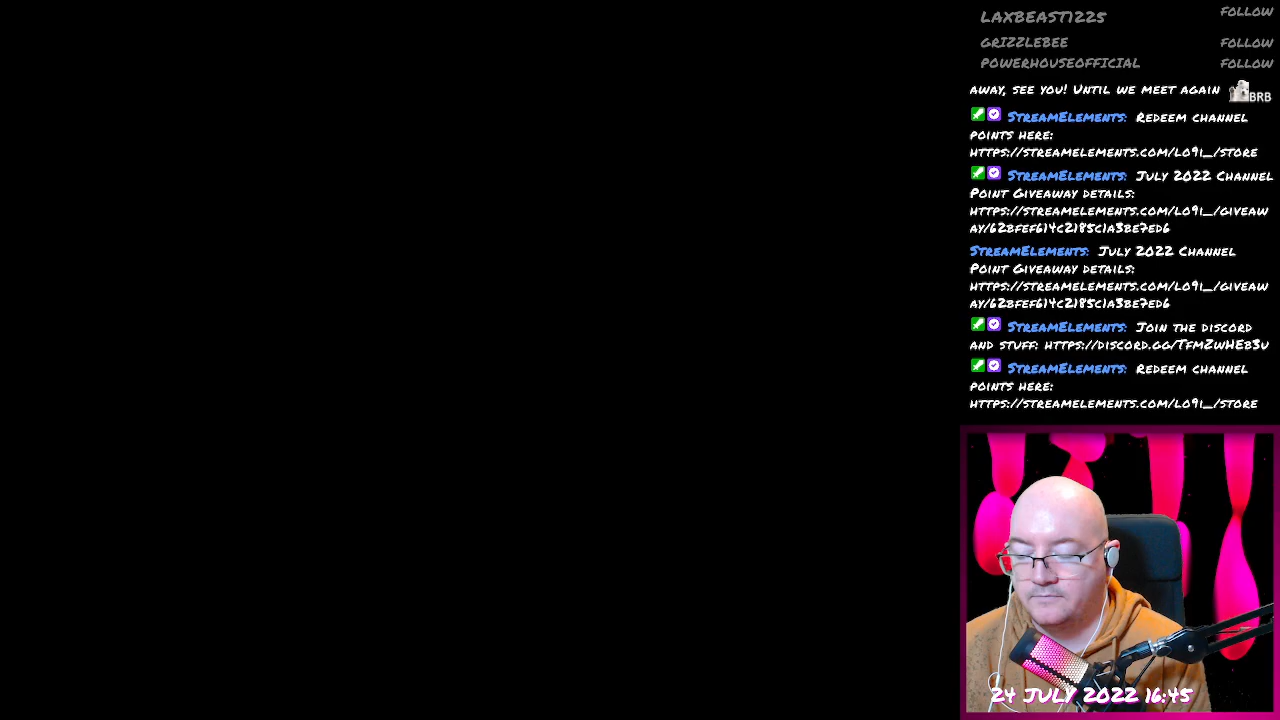 LAXBEAST1225 FOLLOW
GRIZZLEBEE FOLLOW
POWERHOUSEOFFICIAL FOLLOW
AWAY, SEE YOU! UNTIL WE MEET AGAIN BRB
STREAMELEMENTS: REDEEM CHANNEL
POINTS HERE:
HTTPS://STREAMELEMENTS.COM/LO9I_/STORE
STREAMELEMENTS: JULY 2022 CHANNEL
POINT GIVEAWAY DETAILS:
HTTPS://STREAMELEMENTS.COM/LO9I_/GIVEAW
AY/62BFEF614C2185C1A3BE7ED6
STREAMELEMENTS: JULY 2022 CHANNEL
POINT GIVEAWAY DETAILS:
HTTPS://STREAMELEMENTS.COM/LO9I_/GIVEAW
AY/62BFEF614C2185C1A3BE7ED6
STREAMELEMENTS: JOIN THE DISCORD
AND STUFF: HTTPS://DISCORD.GG/TFMZWHEB3U
STREAMELEMENTS: REDEEM CHANNEL
POINTS HERE:
HTTPS://STREAMELEMENTS.COM/LO9I_/STORE
24 JULY 2022 16:45